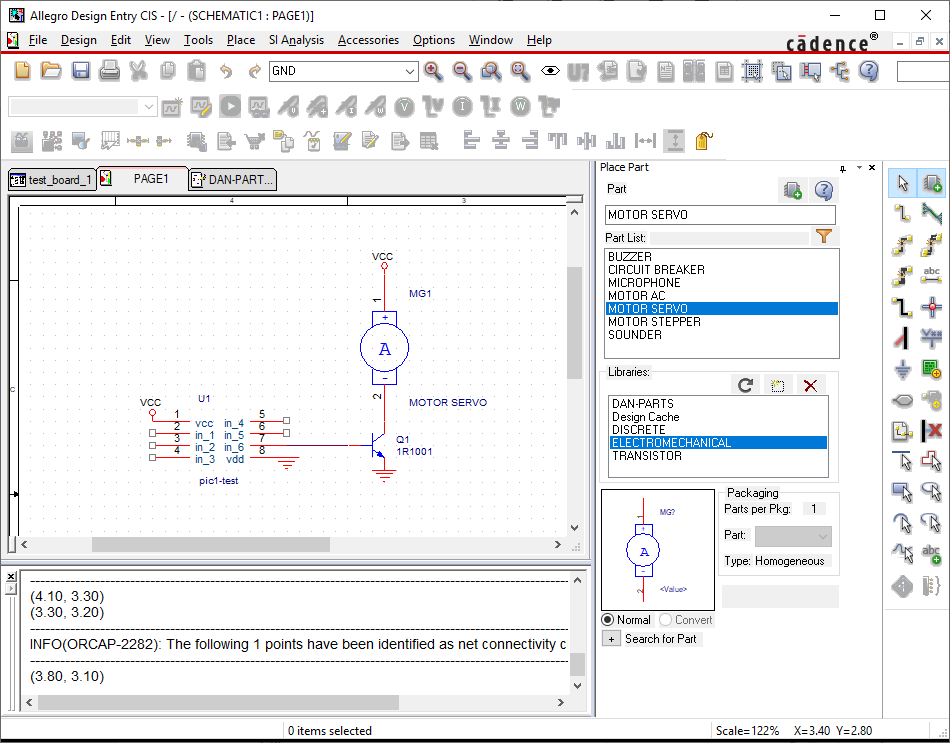 Allegro Design Entry CIS - [/ - (SCHEMATIC1 : PAGE1)]
File Design Edit View Tools Place SI Analysis Accessories Options Window Help
cādence®
GND
U?
V I W
test_board_1 PAGE1 DAN-PART...
4 3
C
VCC
1
MG1
+
A
-
2
MOTOR SERVO
VCC
U1
1 vcc in_4 5
2 in_1 in_5 6
3 in_2 in_6 7
4 in_3 vdd 8
pic1-test
Q1
1R1001
Place Part
Part
MOTOR SERVO
Part List:
BUZZER
CIRCUIT BREAKER
MICROPHONE
MOTOR AC
MOTOR SERVO
MOTOR STEPPER
SOUNDER
Libraries:
DAN-PARTS
Design Cache
DISCRETE
ELECTROMECHANICAL
TRANSISTOR
1
MG?
+
A
-
2
<Value>
Packaging
Parts per Pkg: 1
Part:
Type: Homogeneous
Normal Convert
+ Search for Part
abc
abc
(4.10, 3.30)
(3.30, 3.20)
INFO(ORCAP-2282): The following 1 points have been identified as net connectivity c
(3.80, 3.10)
0 items selected Scale=122% X=3.40 Y=2.80